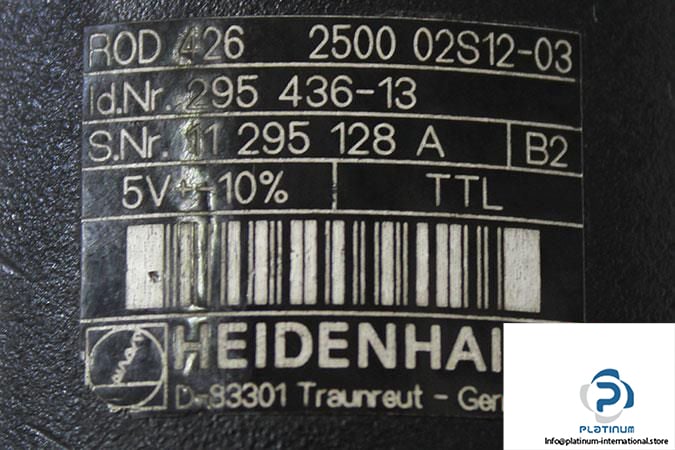 ROD 426 2500 02S12-03
Id.Nr. 295 436-13
S.Nr. 11 295 128 A B2
5V+-10% TTL
HEIDENHAI
D-83301 Traunreut - Ger
PLATINUM
Info@platinum-international.store